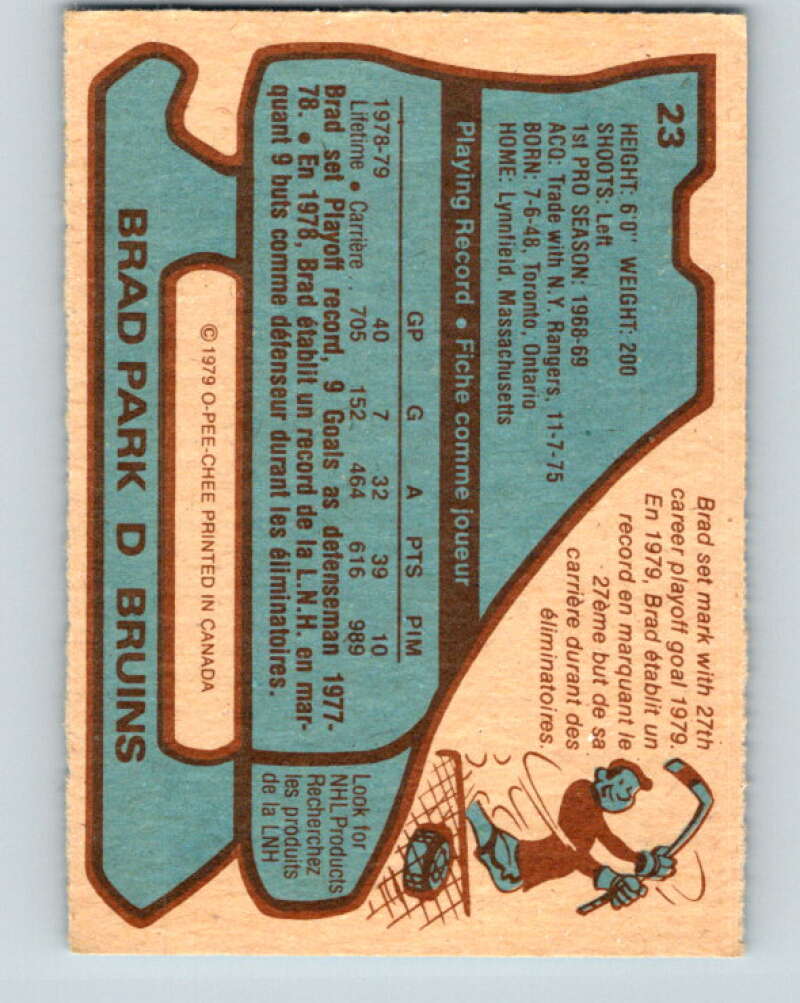 23
HEIGHT: 6'0" WEIGHT: 200
SHOOTS: Left
1st PRO SEASON: 1968-69
ACQ: Trade with N.Y. Rangers, 11-7-75
BORN: 7-6-48, Toronto, Ontario
HOME: Lynnfield, Massachusetts
Brad set mark with 27th
career playoff goal 1979.
En 1979, Brad établit un
record en marquant le
27ème but de sa
carrière durant des
éliminatoires.
Playing Record • Fiche comme joueur
GP G A PTS PIM
1978-79 40 7 32 39 10
Lifetime • Carrière .. 705 152 464 616 989
Brad set Playoff record, 9 Goals as defenseman 1977-
78. • En 1978, Brad établit un record de la L.N.H. en mar-
quant 9 buts comme défenseur durant les éliminatoires.
Look for
NHL Products
Recherchez
les produits
de la LNH
© 1979 O-PEE-CHEE PRINTED IN CANADA
BRAD PARK D BRUINS